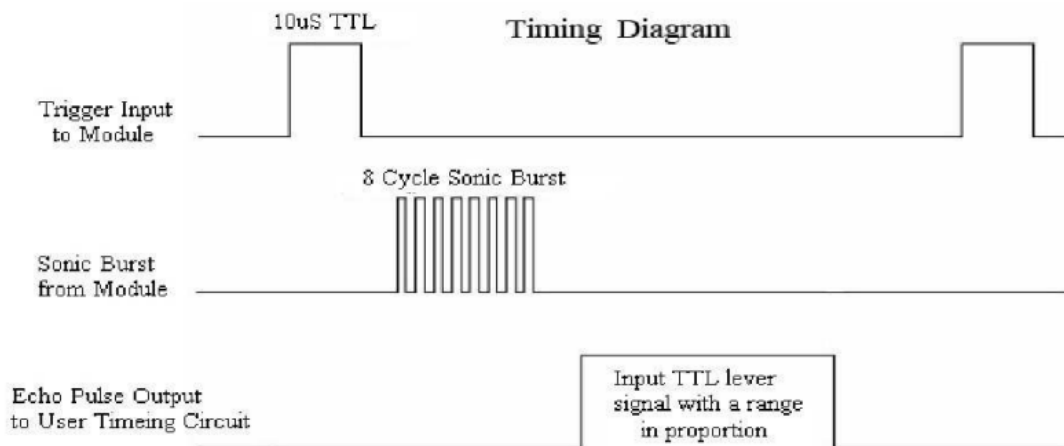 10uS TTL
Timing Diagram
Trigger Input
to Module
8 Cycle Sonic Burst
Sonic Burst
from Module
Echo Pulse Output
to User Timeing Circuit
Input TTL lever
signal with a range
in proportion